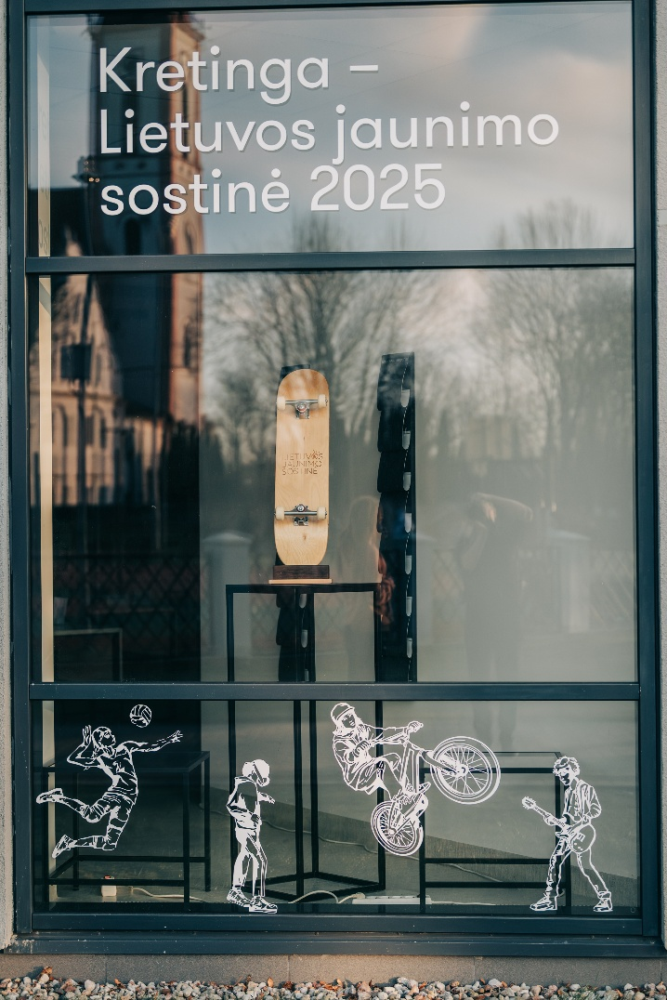 Kretinga –
Lietuvos jaunimo
sostinė 2025
LIETUVOS
JAUNIMO
SOSTINĖ